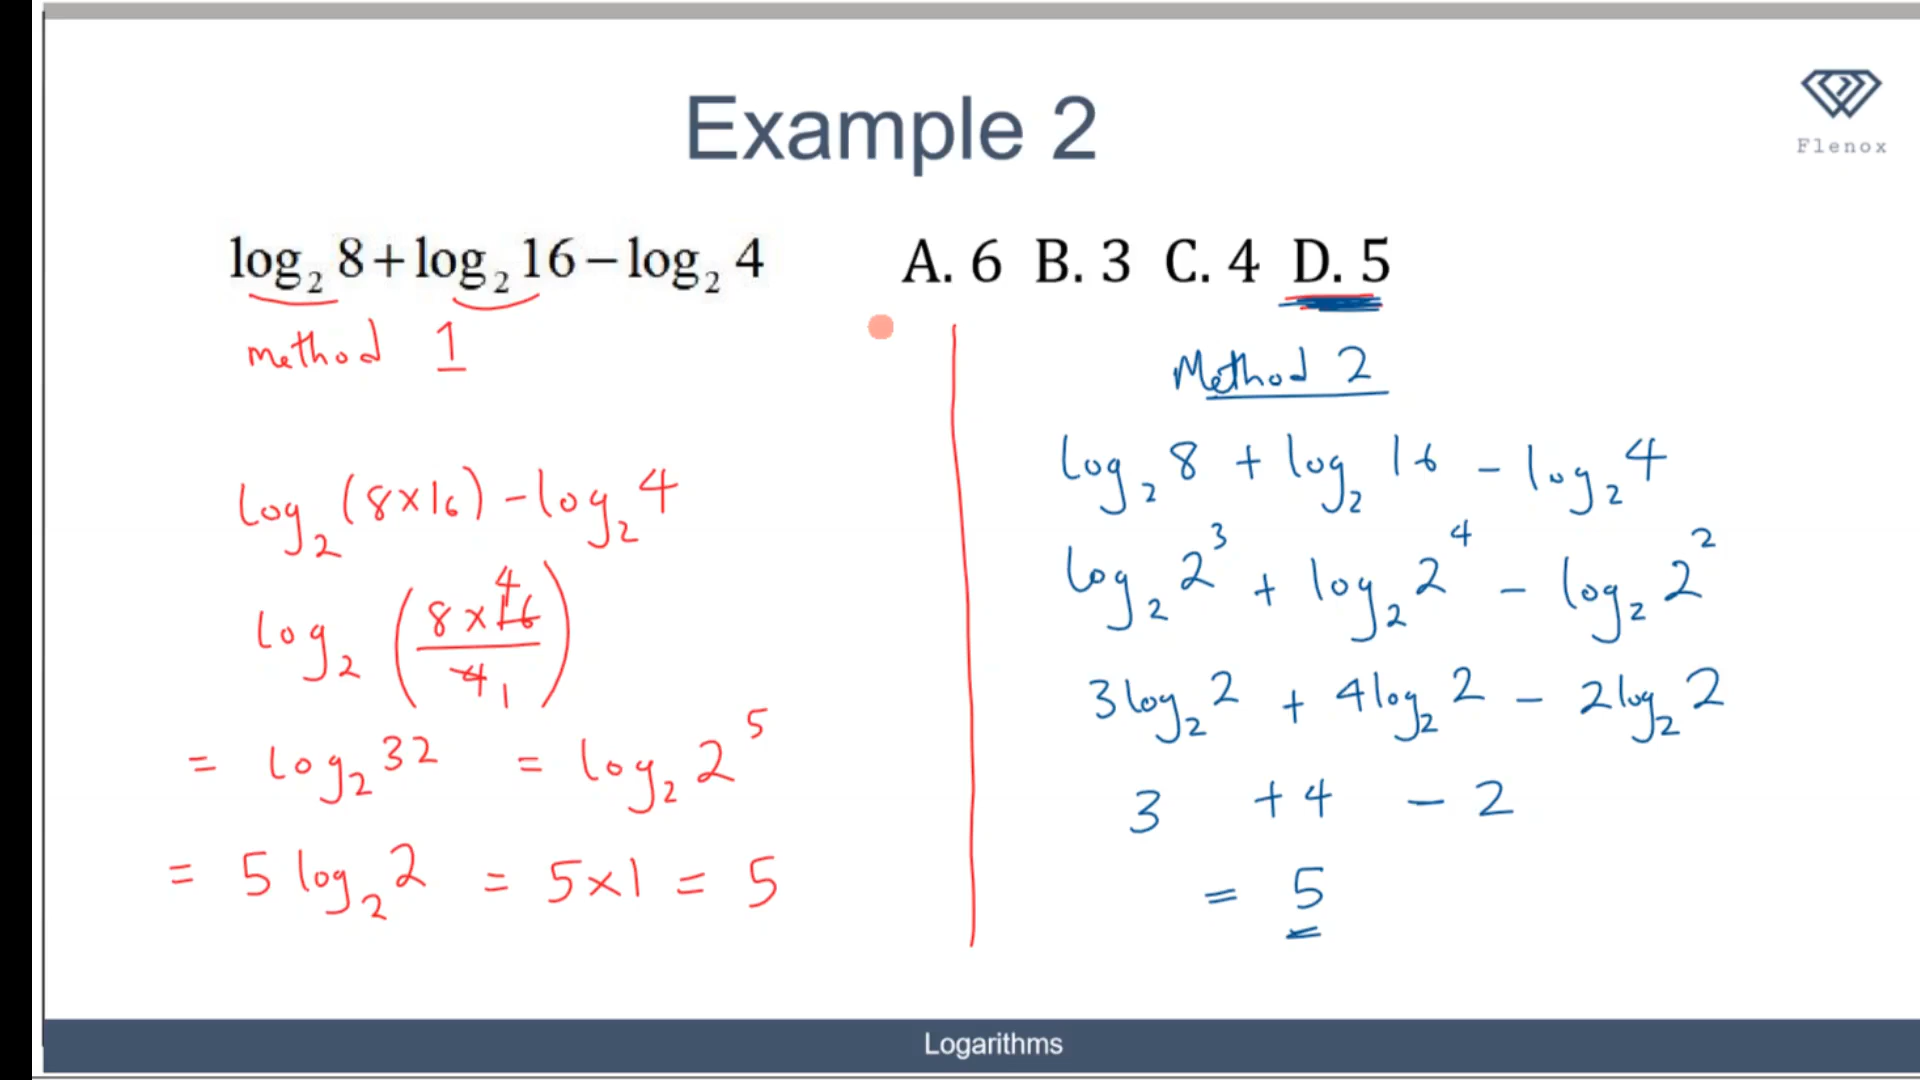 Example 2
Flenox
log₂ 8 + log₂ 16 − log₂ 4
A. 6 B. 3 C. 4 D. 5
method 1
log₂ (8×16) − log₂ 4
4
log₂ (8 × 16 / 4)
1
= log₂ 32 = log₂ 2⁵
= 5 log₂ 2 = 5×1 = 5
Method 2
log₂ 8 + log₂ 16 − log₂ 4
log₂ 2³ + log₂ 2⁴ − log₂ 2²
3log₂ 2 + 4log₂ 2 − 2log₂ 2
3 + 4 − 2
= 5
Logarithms